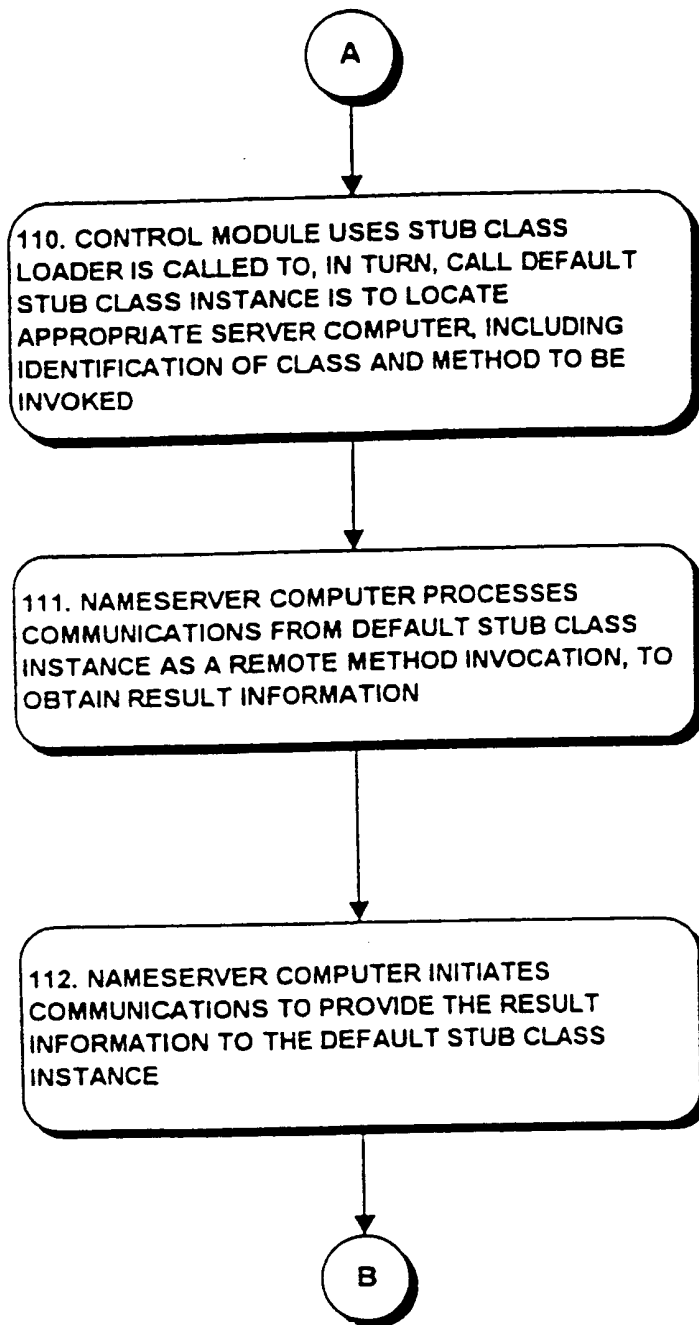 A
110. CONTROL MODULE USES STUB CLASS
LOADER IS CALLED TO, IN TURN, CALL DEFAULT
STUB CLASS INSTANCE IS TO LOCATE
APPROPRIATE SERVER COMPUTER, INCLUDING
IDENTIFICATION OF CLASS AND METHOD TO BE
INVOKED
111. NAMESERVER COMPUTER PROCESSES
COMMUNICATIONS FROM DEFAULT STUB CLASS
INSTANCE AS A REMOTE METHOD INVOCATION, TO
OBTAIN RESULT INFORMATION
112. NAMESERVER COMPUTER INITIATES
COMMUNICATIONS TO PROVIDE THE RESULT
INFORMATION TO THE DEFAULT STUB CLASS
INSTANCE
B